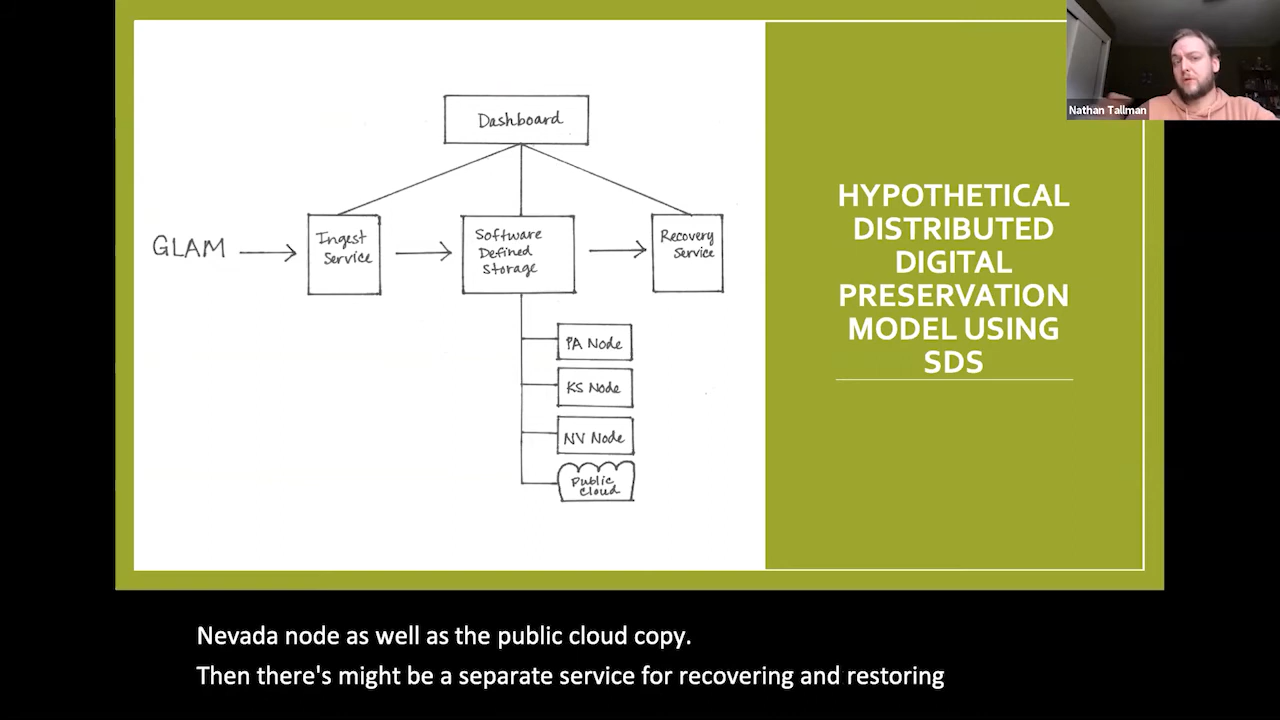 Nathan Tallman
Dashboard
GLAM
Ingest
Service
Software
Defined
Storage
Recovery
Service
PA Node
KS Node
NV Node
Public
Cloud
HYPOTHETICAL
DISTRIBUTED
DIGITAL
PRESERVATION
MODEL USING
SDS
Nevada node as well as the public cloud copy.
Then there's might be a separate service for recovering and restoring